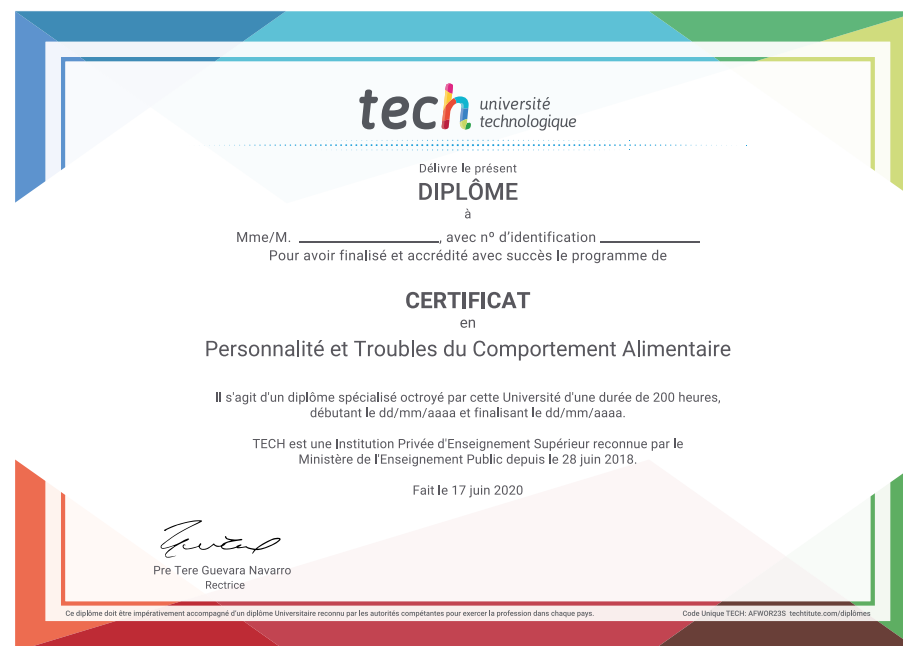 tech université
technologique
Délivre le présent
DIPLÔME
à
Mme/M. ____________________, avec nº d'identification ______________
Pour avoir finalisé et accrédité avec succès le programme de
CERTIFICAT
en
Personnalité et Troubles du Comportement Alimentaire
Il s'agit d'un diplôme spécialisé octroyé par cette Université d'une durée de 200 heures,
débutant le dd/mm/aaaa et finalisant le dd/mm/aaaa.
TECH est une Institution Privée d'Enseignement Supérieur reconnue par le
Ministère de l'Enseignement Public depuis le 28 juin 2018.
Fait le 17 juin 2020
Pre Tere Guevara Navarro
Rectrice
Ce diplôme doit être impérativement accompagné d'un diplôme Universitaire reconnu par les autorités compétantes pour exercer la profession dans chaque pays.
Code Unique TECH: AFWOR23S techtitute.com/diplômes